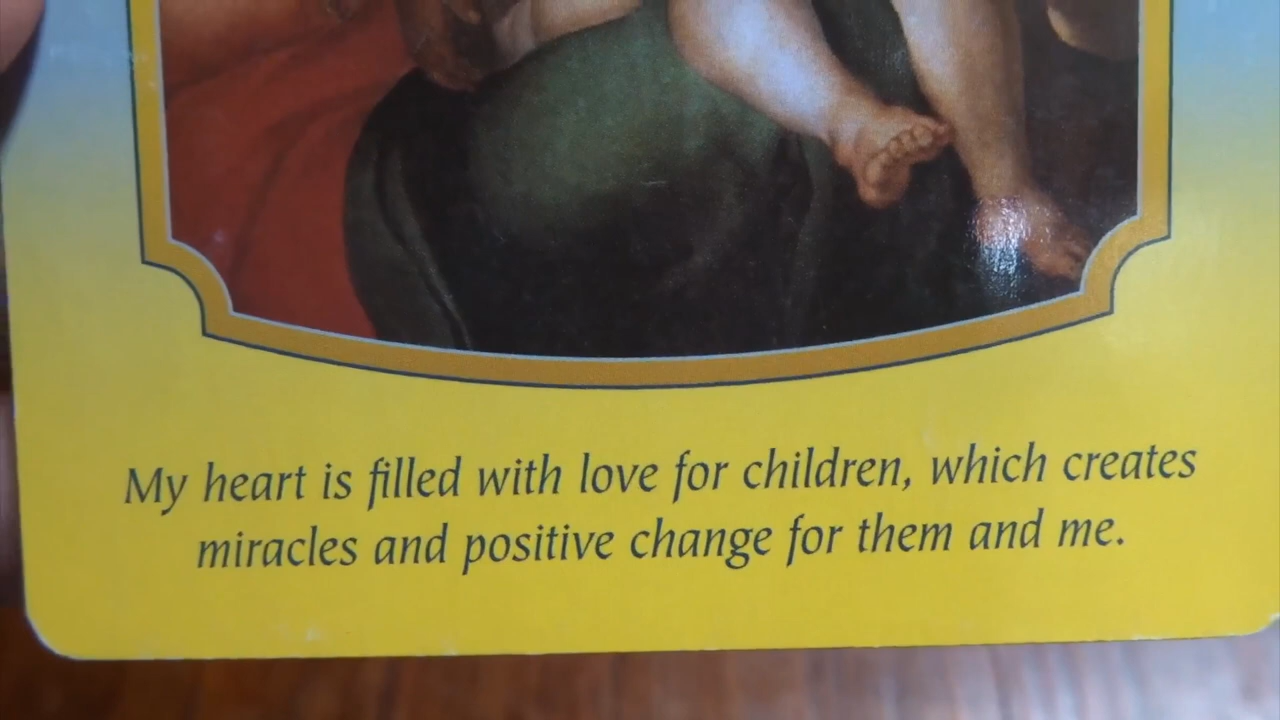 My heart is filled with love for children, which creates
miracles and positive change for them and me.